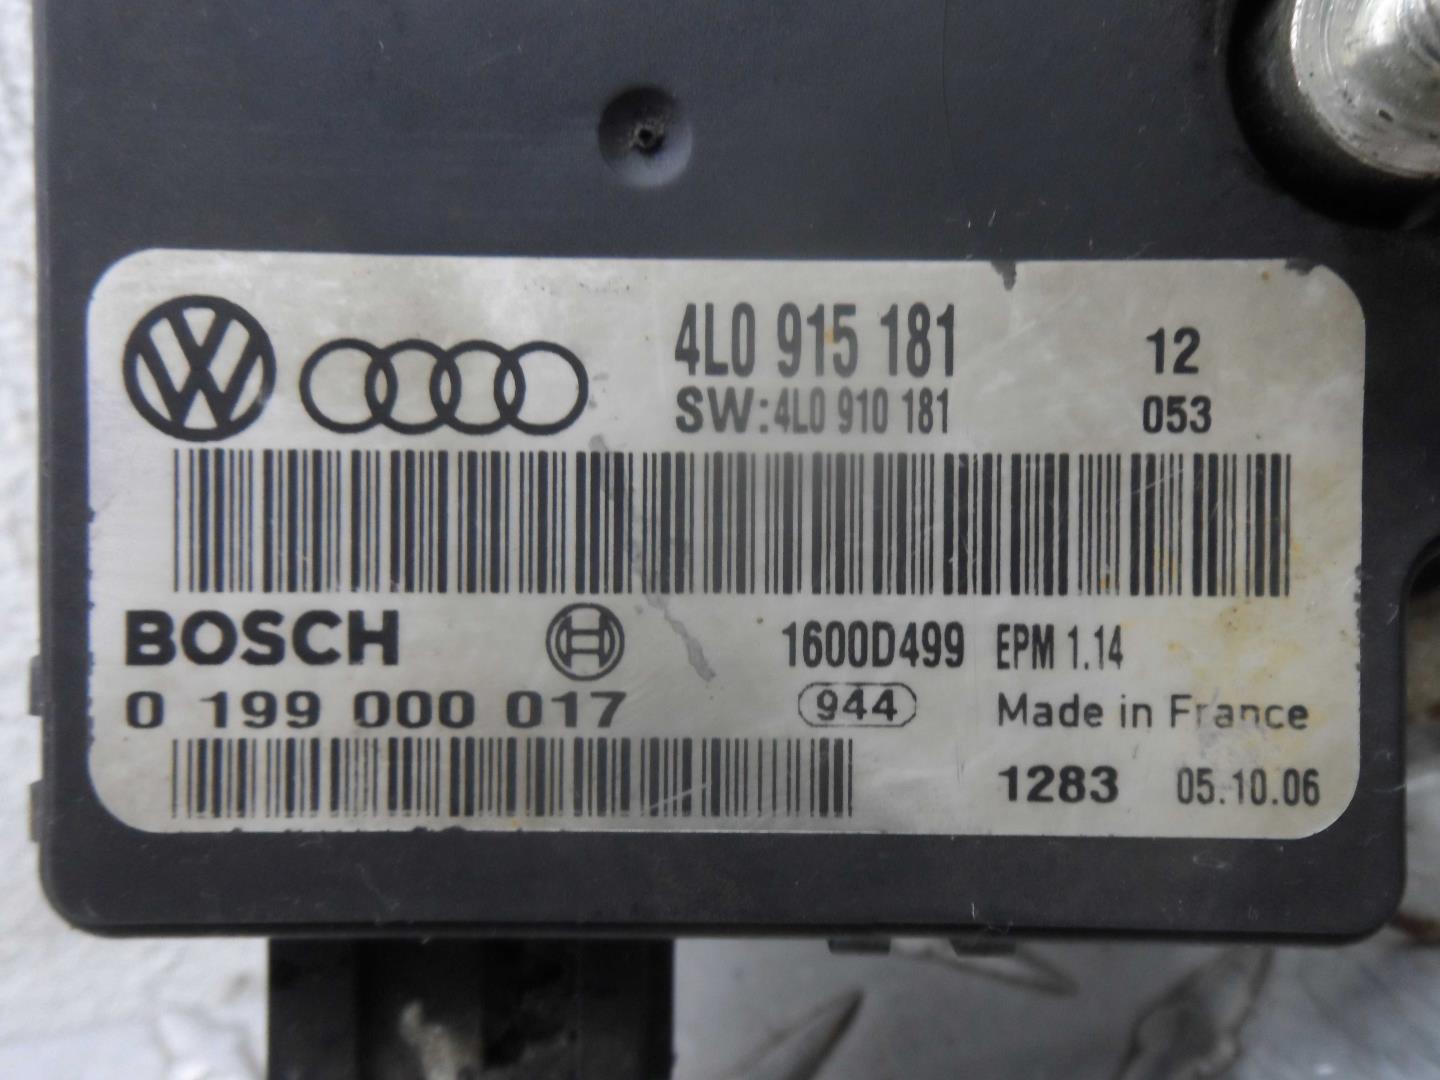 4L0 915 181 12
SW:4L0 910 181 053
BOSCH 1600D499 EPM 1.14
0 199 000 017 944 Made in France
1283 05.10.06